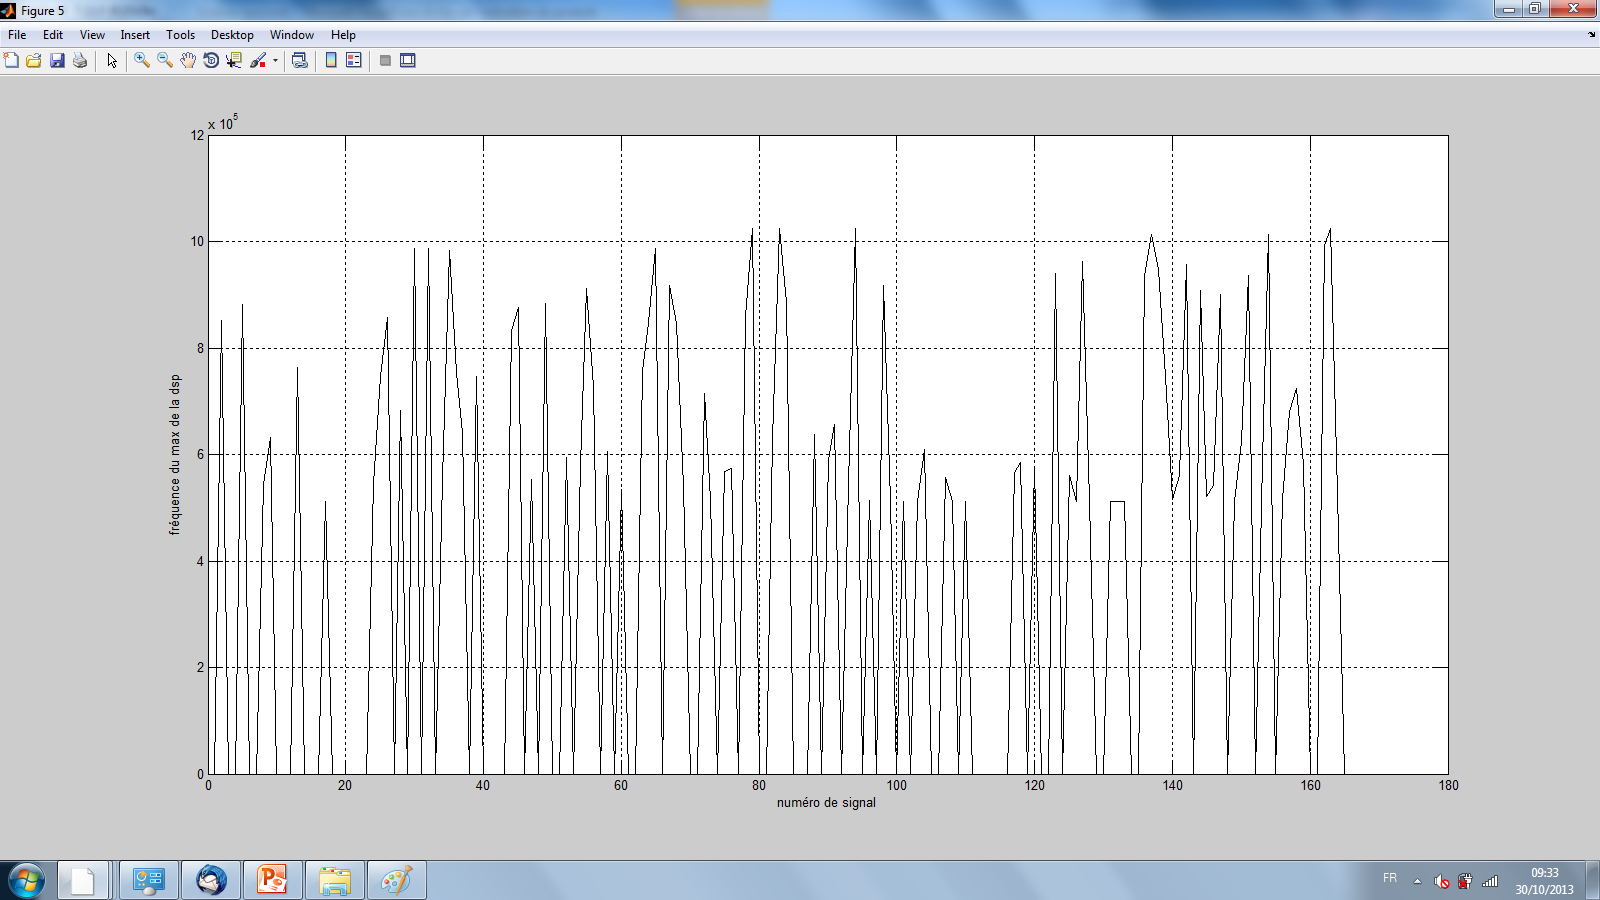 Figure 5
File Edit View Insert Tools Desktop Window Help
x 10^5
12
10
8
6
4
2
0
fréquence du max de la dsp
0 20 40 60 80 100 120 140 160 180
numéro de signal
FR
09:33
30/10/2013